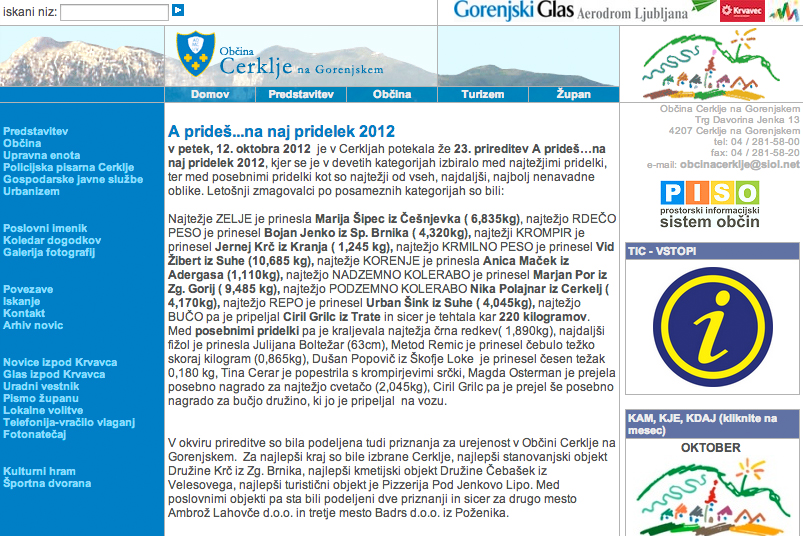 iskani niz:
Gorenjski Glas Aerodrom Ljubljana
Krvavec
Občina
Cerklje na Gorenjskem
Domov Predstavitev Občina Turizem Župan
Predstavitev
Občina
Upravna enota
Policijska pisarna Cerklje
Gospodarske javne službe
Urbanizem
Poslovni imenik
Koledar dogodkov
Galerija fotografij
Povezave
Iskanje
Kontakt
Arhiv novic
Novice izpod Krvavca
Glas izpod Krvavca
Uradni vestnik
Pismo županu
Lokalne volitve
Telefonija-vračilo vlaganj
Fotonatečaj
Kulturni hram
Športna dvorana
A prideš...na naj pridelek 2012
v petek, 12. oktobra 2012 je v Cerkljah potekala že 23. prireditev A prideš...na
naj pridelek 2012, kjer se je v devetih kategorijah izbiralo med najtežjimi pridelki,
ter med posebnimi pridelki kot so najtežji od vseh, najdaljši, najbolj nenavadne
oblike. Letošnji zmagovalci po posameznih kategorijah so bili:
Najtežje ZELJE je prinesla Marija Šipec iz Češnjevka ( 6,835kg), najtežjo RDEČO
PESO je prinesel Bojan Jenko iz Sp. Brnika ( 4,320kg), najtežji KROMPIR je
prinesel Jernej Krč iz Kranja ( 1,245 kg), najtežjo KRMILNO PESO je prinesel Vid
Žibert iz Suhe (10,685 kg), najtežje KORENJE je prinesla Anica Maček iz
Adergasa (1,110kg), najtežjo NADZEMNO KOLERABO je prinesel Marjan Por iz
Zg. Gorij ( 9,485 kg), najtežjo PODZEMNO KOLERABO Nika Polajnar iz Cerkelj (
4,170kg), najtežjo REPO je prinesel Urban Šink iz Suhe ( 4,045kg), najtežjo
BUČO pa je pripeljal Ciril Grilc iz Trate in sicer je tehtala kar 220 kilogramov.
Med posebnimi pridelki pa je kraljevala najtežja črna redkev( 1,890kg), najdaljši
fižol je prinesla Julijana Boltežar (63cm), Metod Remic je prinesel čebulo težko
skoraj kilogram (0,865kg), Dušan Popovič iz Škofje Loke je prinesel česen težak
0,180 kg, Tina Cerar je popestrila s krompirjevimi srčki, Magda Osterman je prejela
posebno nagrado za najtežjo cvetačo (2,045kg), Ciril Grilc pa je prejel še posebno
nagrado za bučjo družino, ki jo je pripeljal na vozu.
V okviru prireditve so bila podeljena tudi priznanja za urejenost v Občini Cerklje na
Gorenjskem. Za najlepši kraj so bile izbrane Cerklje, najlepši stanovanjski objekt
Družine Krč iz Zg. Brnika, najlepši kmetijski objekt Družine Čebašek iz
Velesovega, najlepši turistični objekt je Pizzerija Pod Jenkovo Lipo. Med
poslovnimi objekti pa sta bili podeljeni dve priznanji in sicer za drugo mesto
Ambrož Lahovče d.o.o. in tretje mesto Badrs d.o.o. iz Poženika.
Občina Cerklje na Gorenjskem
Trg Davorina Jenka 13
4207 Cerklje na Gorenjskem
tel: 04 / 281-58-00
fax: 04 / 281-58-20
e-mail: obcinacerklje@siol.net
PISO
prostorski informacijski
sistem občin
TIC - VSTOPI
i
KAM, KJE, KDAJ (kliknite na
mesec)
OKTOBER